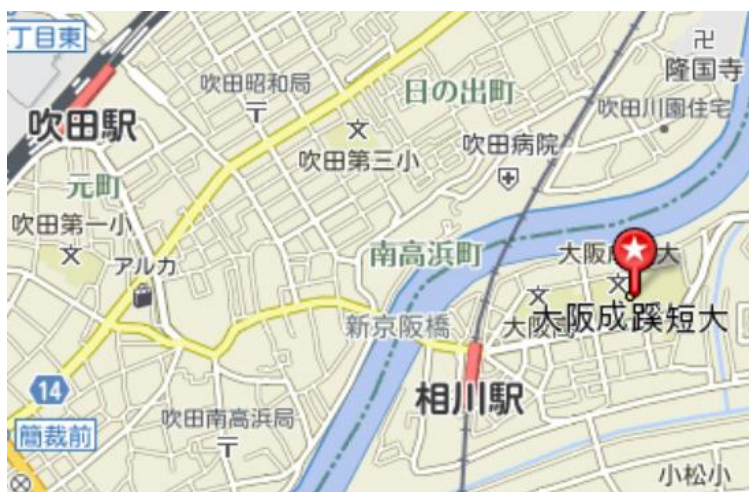 丁目東
卍
隆国寺
吹田昭和局
日の出町
吹田川園住宅
吹田駅
吹田第三小
吹田病院
元町
吹田第一小
南高浜町
アルカ
大阪成蹊短大
新京阪橋
14
相川駅
吹田南高浜局
簡裁前
小松小